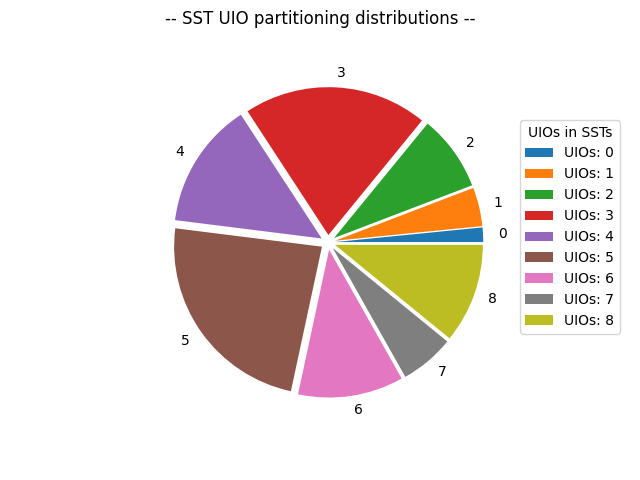 -- SST UIO partitioning distributions --
3
4
2
1
0
5
8
7
6
UIOs in SSTs
UIOs: 0
UIOs: 1
UIOs: 2
UIOs: 3
UIOs: 4
UIOs: 5
UIOs: 6
UIOs: 7
UIOs: 8